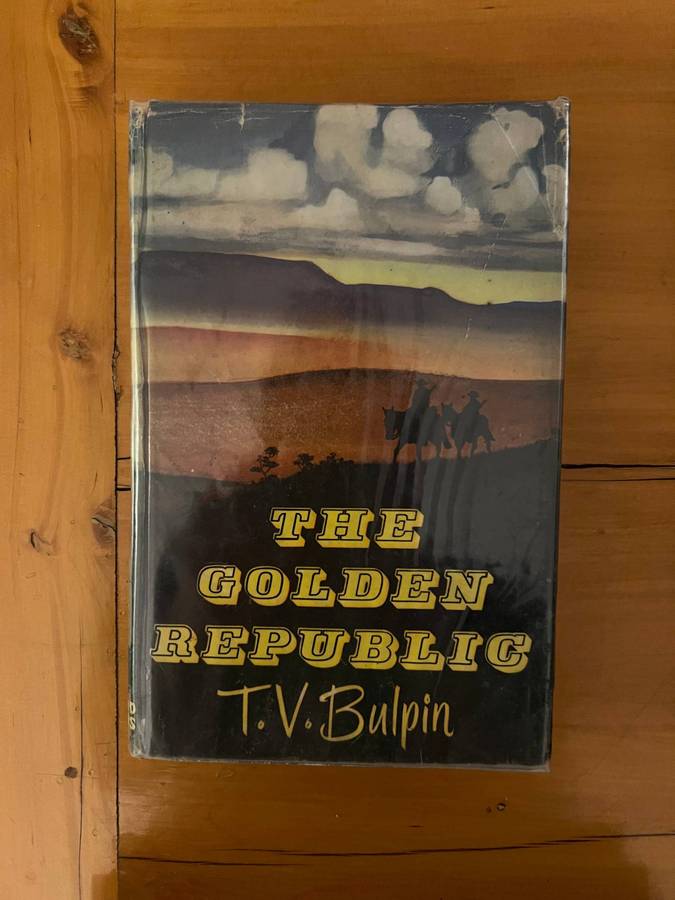 THE
GOLDEN
REPUBLIC
T.V. Bulpin